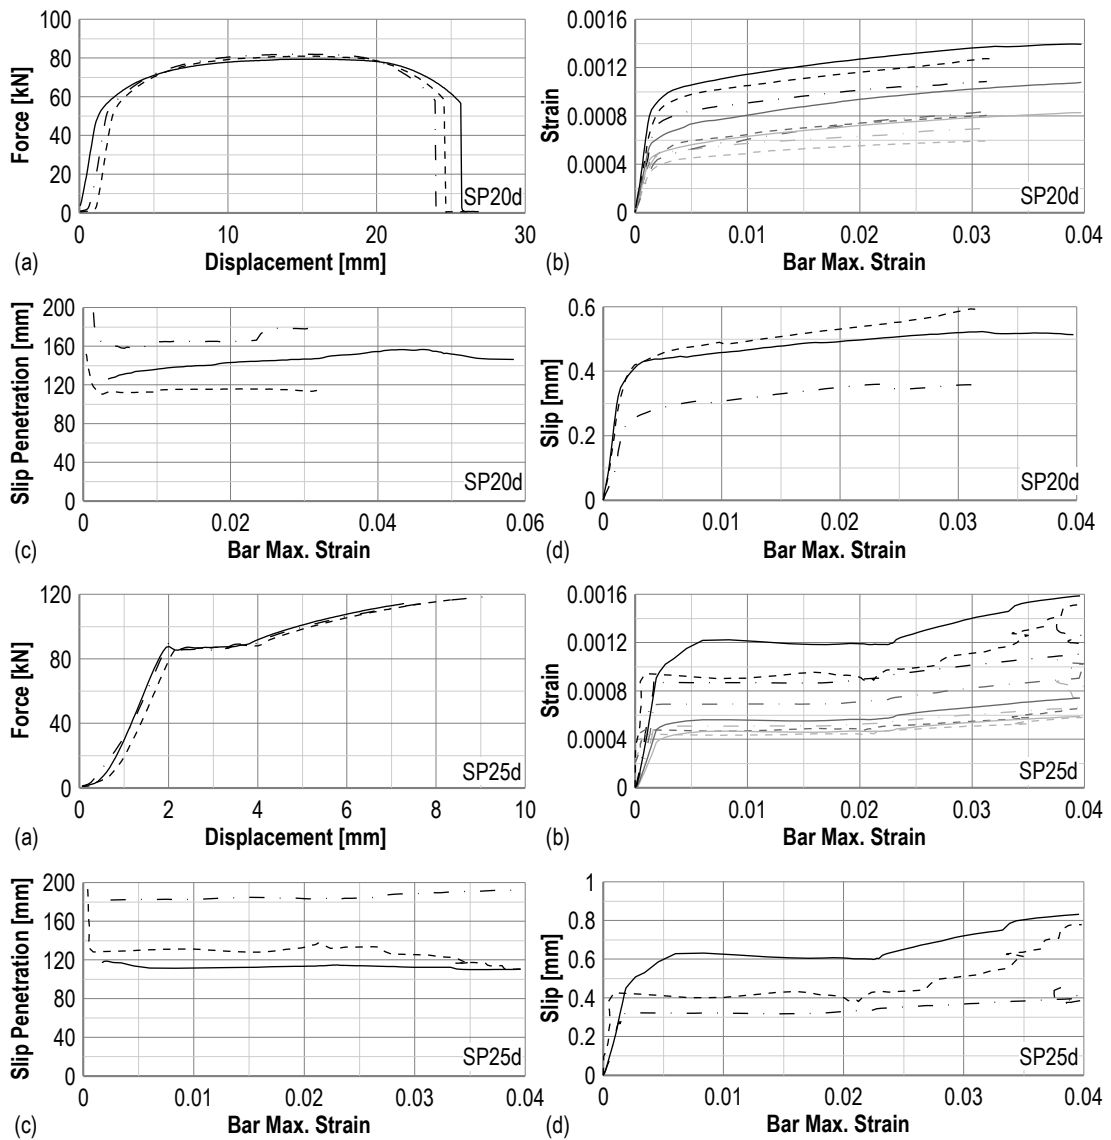 100
80
60
40
20
0
Force [kN]
SP20d
0 10 20 30
(a) Displacement [mm]
0.0016
0.0012
0.0008
0.0004
0
Strain
SP20d
0 0.01 0.02 0.03 0.04
(b) Bar Max. Strain
200
160
120
80
40
0
Slip Penetration [mm]
SP20d
0 0.02 0.04 0.06
(c) Bar Max. Strain
0.6
0.4
0.2
0
Slip [mm]
SP20d
0 0.01 0.02 0.03 0.04
(d) Bar Max. Strain
120
80
40
0
Force [kN]
SP25d
0 2 4 6 8 10
(a) Displacement [mm]
0.0016
0.0012
0.0008
0.0004
0
Strain
SP25d
0 0.01 0.02 0.03 0.04
(b) Bar Max. Strain
200
160
120
80
40
0
Slip Penetration [mm]
SP25d
0 0.01 0.02 0.03 0.04
(c) Bar Max. Strain
1
0.8
0.6
0.4
0.2
0
Slip [mm]
SP25d
0 0.01 0.02 0.03 0.04
(d) Bar Max. Strain